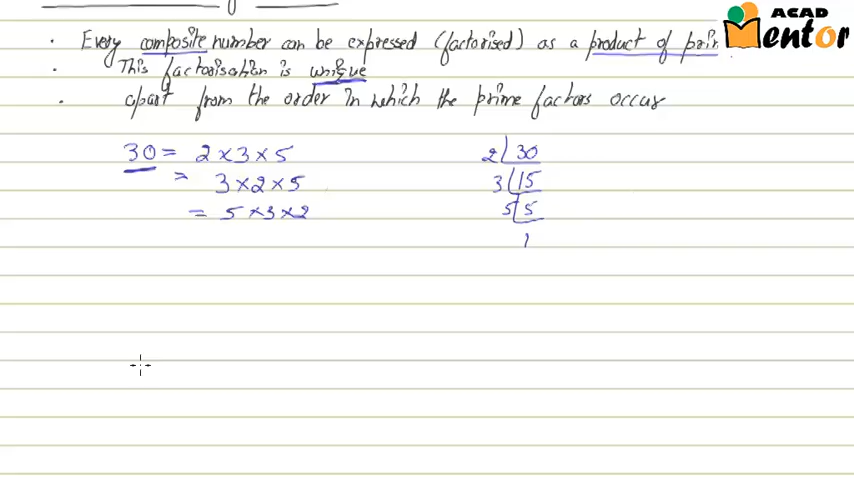 ACAD
Mentor
• Every composite number can be expressed (factorised) as a product of prim
• This factorisation is unique
• apart from the order in which the prime factors occur
30 = 2 × 3 × 5
= 3 × 2 × 5
= 5 × 3 × 2
2 | 30
3 | 15
5 | 5
1